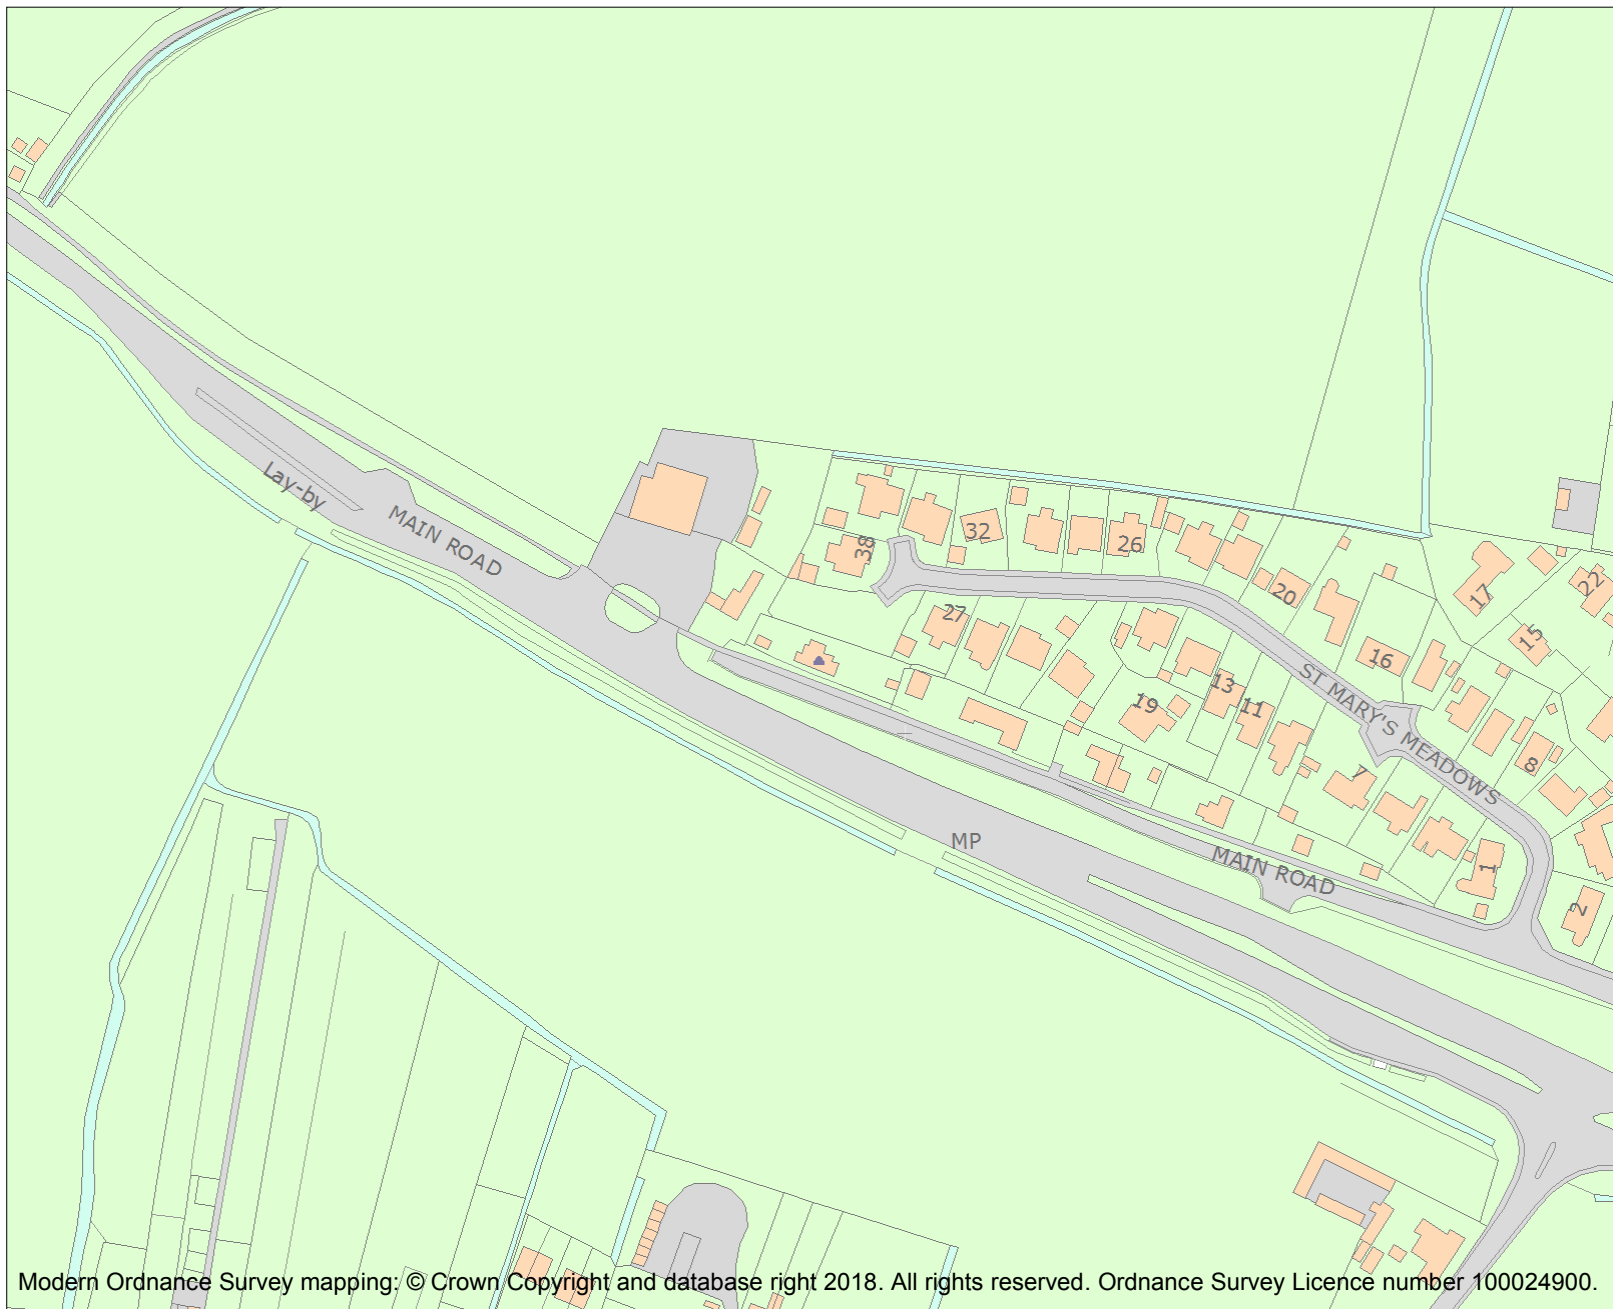 Lay-by
MAIN ROAD
38
32
26
27
20
17
22
15
16
13
11
19
ST MARY'S MEADOWS
7
8
MP
MAIN ROAD
1
2
Modern Ordnance Survey mapping: © Crown Copyright and database right 2018. All rights reserved. Ordnance Survey Licence number 100024900.